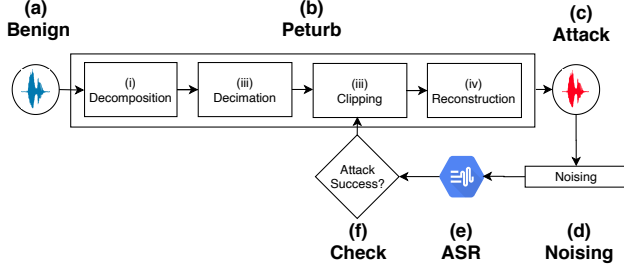 (a)
Benign
(b)
Peturb
(c)
Attack
(i)
Decomposition
(iii)
Decimation
(iii)
Clipping
(iv)
Reconstruction
Attack
Success?
Noising
(f)
Check
(e)
ASR
(d)
Noising